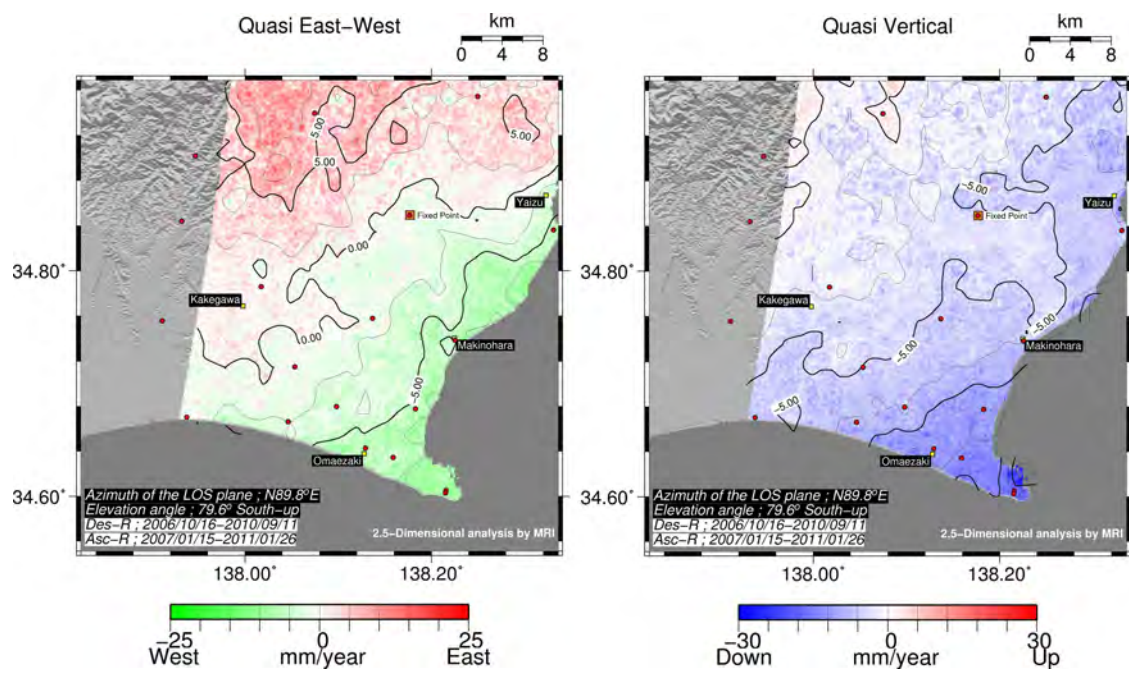 Quasi East−West
km
0 4 8
5.00
5.00
5.00
Yaizu
Fixed Point
0.00
34.80°
Kakegawa
0.00
Makinohara
−5.00
Omaezaki
34.60°
Azimuth of the LOS plane ; N89.8°E
Elevation angle ; 79.6° South−up
Des−R ; 2006/10/16−2010/09/11
Asc−R ; 2007/01/15−2011/01/26
2.5−Dimensional analysis by MRI
138.00°
138.20°
−25 0 25
West mm/year East
Quasi Vertical
km
0 4 8
−5.00
Yaizu
Fixed Point
34.80°
Kakegawa
−5.00
Makinohara
−5.00
−5.00
Omaezaki
34.60°
Azimuth of the LOS plane ; N89.8°E
Elevation angle ; 79.6° South−up
Des−R ; 2006/10/16−2010/09/11
Asc−R ; 2007/01/15−2011/01/26
2.5−Dimensional analysis by MRI
138.00°
138.20°
−30 0 30
Down mm/year Up